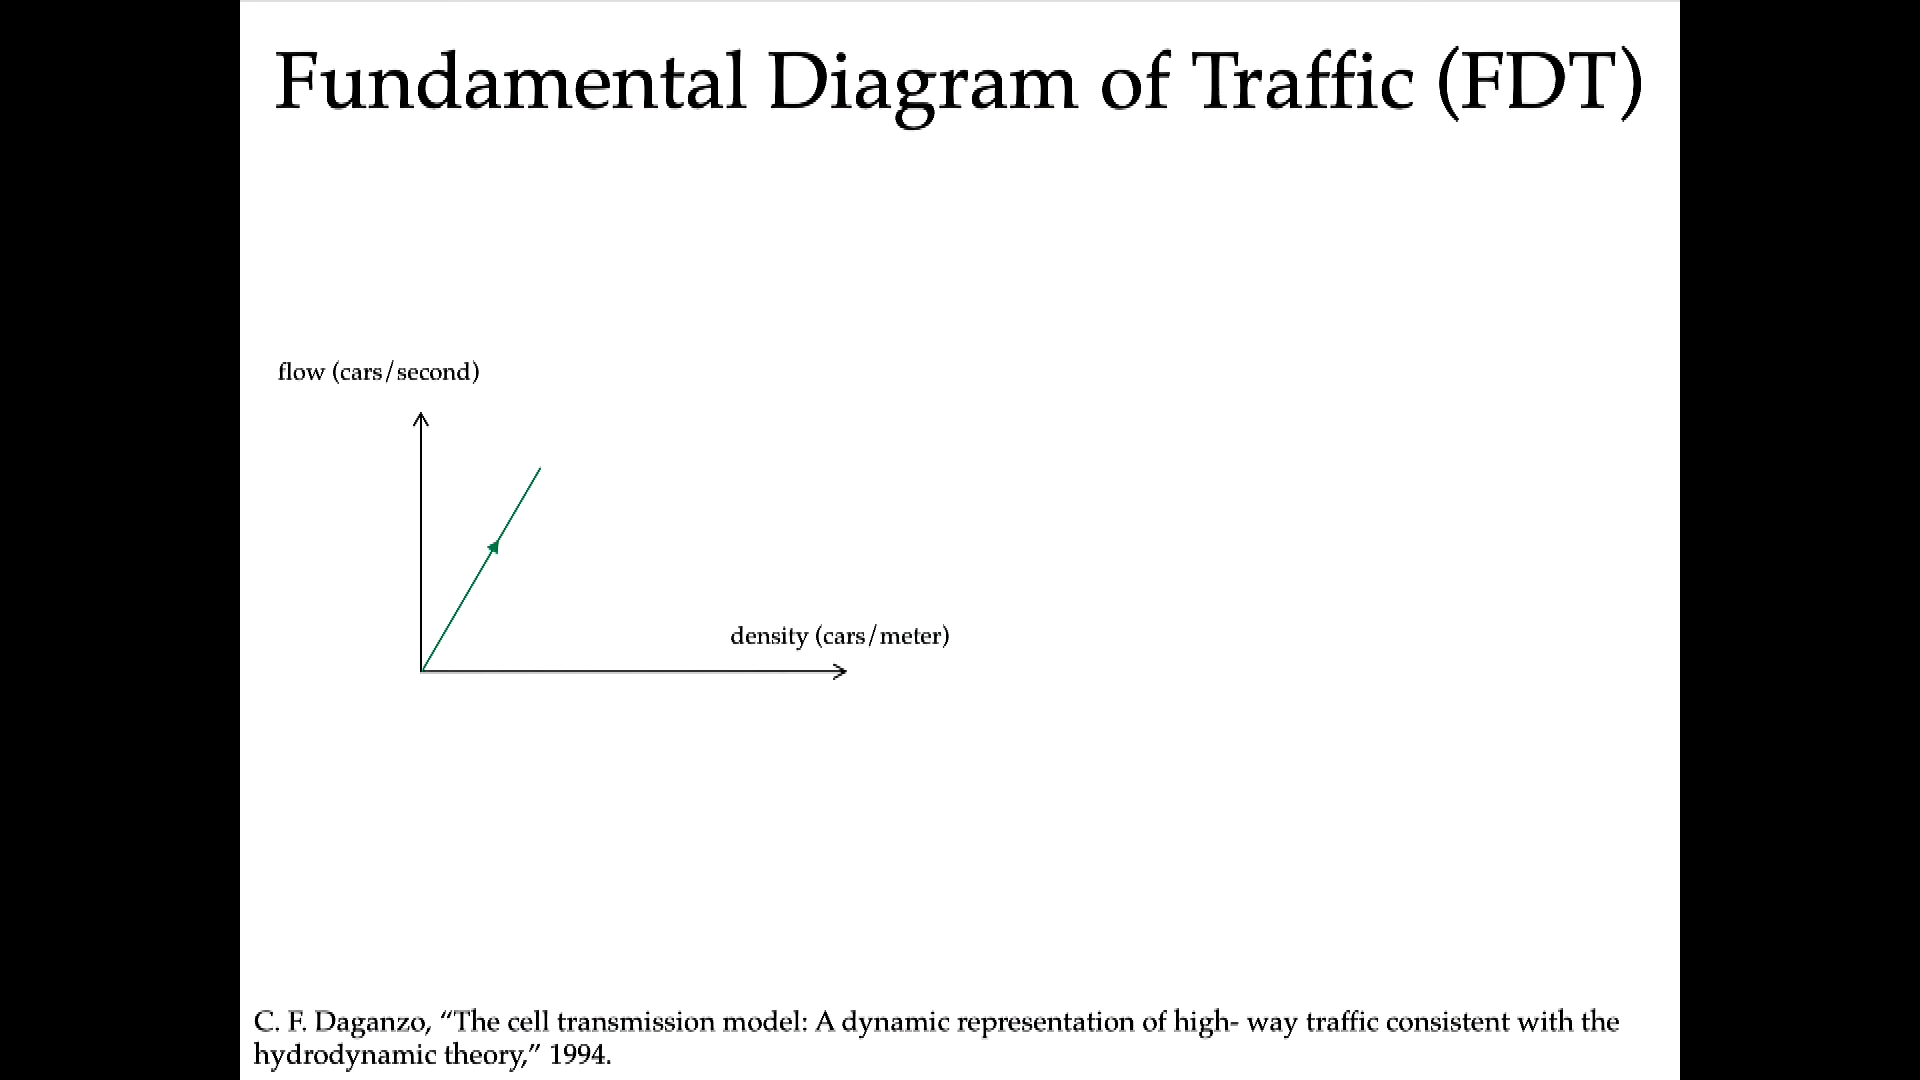 Fundamental Diagram of Traffic (FDT)
flow (cars/second)
density (cars/meter)
C. F. Daganzo, “The cell transmission model: A dynamic representation of high- way traffic consistent with the
hydrodynamic theory,” 1994.